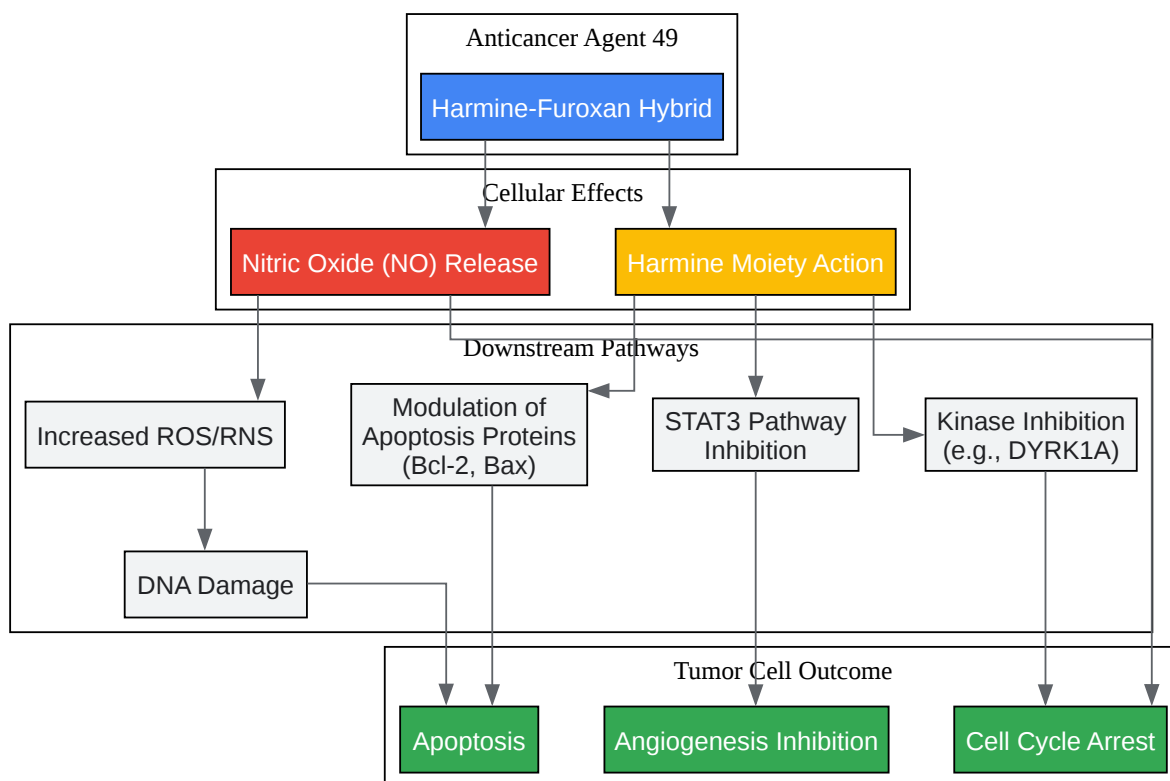 Anticancer Agent 49
Harmine-Furoxan Hybrid
Cellular Effects
Nitric Oxide (NO) Release
Harmine Moiety Action
Downstream Pathways
Increased ROS/RNS
Modulation of
Apoptosis Proteins
(Bcl-2, Bax)
STAT3 Pathway
Inhibition
Kinase Inhibition
(e.g., DYRK1A)
DNA Damage
Tumor Cell Outcome
Apoptosis
Angiogenesis Inhibition
Cell Cycle Arrest